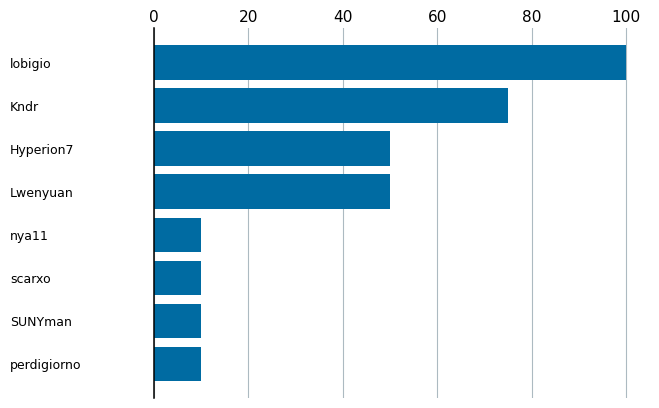 0 20 40 60 80 100
lobigio
Kndr
Hyperion7
Lwenyuan
nya11
scarxo
SUNYman
perdigiorno